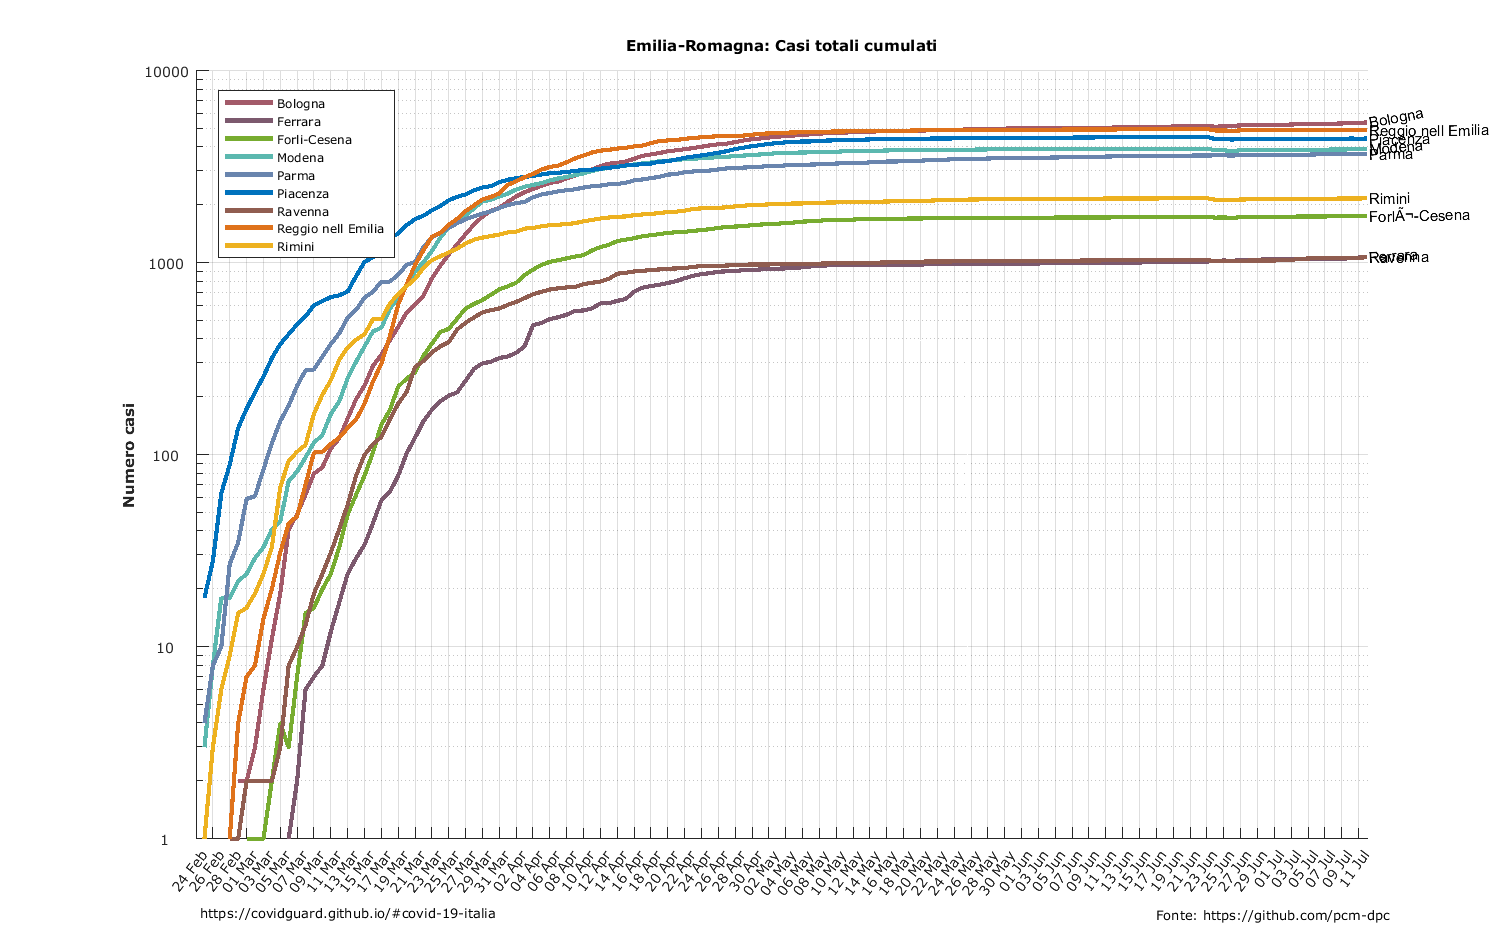 Emilia-Romagna: Casi totali cumulati
10000
1000
100
10
1
Numero casi
Bologna
Ferrara
Forli-Cesena
Modena
Parma
Piacenza
Ravenna
Reggio nell Emilia
Rimini
Bologna
Reggio nell Emilia
Piacenza
Modena
Parma
Rimini
ForlÃ¬-Cesena
Ferrara
Ravenna
24 Feb
26 Feb
28 Feb
01 Mar
03 Mar
05 Mar
07 Mar
09 Mar
11 Mar
13 Mar
15 Mar
17 Mar
19 Mar
21 Mar
23 Mar
25 Mar
27 Mar
29 Mar
31 Mar
02 Apr
04 Apr
06 Apr
08 Apr
10 Apr
12 Apr
14 Apr
16 Apr
18 Apr
20 Apr
22 Apr
24 Apr
26 Apr
28 Apr
30 Apr
02 May
04 May
06 May
08 May
10 May
12 May
14 May
16 May
18 May
20 May
22 May
24 May
26 May
28 May
30 May
01 Jun
03 Jun
05 Jun
07 Jun
09 Jun
11 Jun
13 Jun
15 Jun
17 Jun
19 Jun
21 Jun
23 Jun
25 Jun
27 Jun
29 Jun
01 Jul
03 Jul
05 Jul
07 Jul
09 Jul
11 Jul
https://covidguard.github.io/#covid-19-italia
Fonte: https://github.com/pcm-dpc